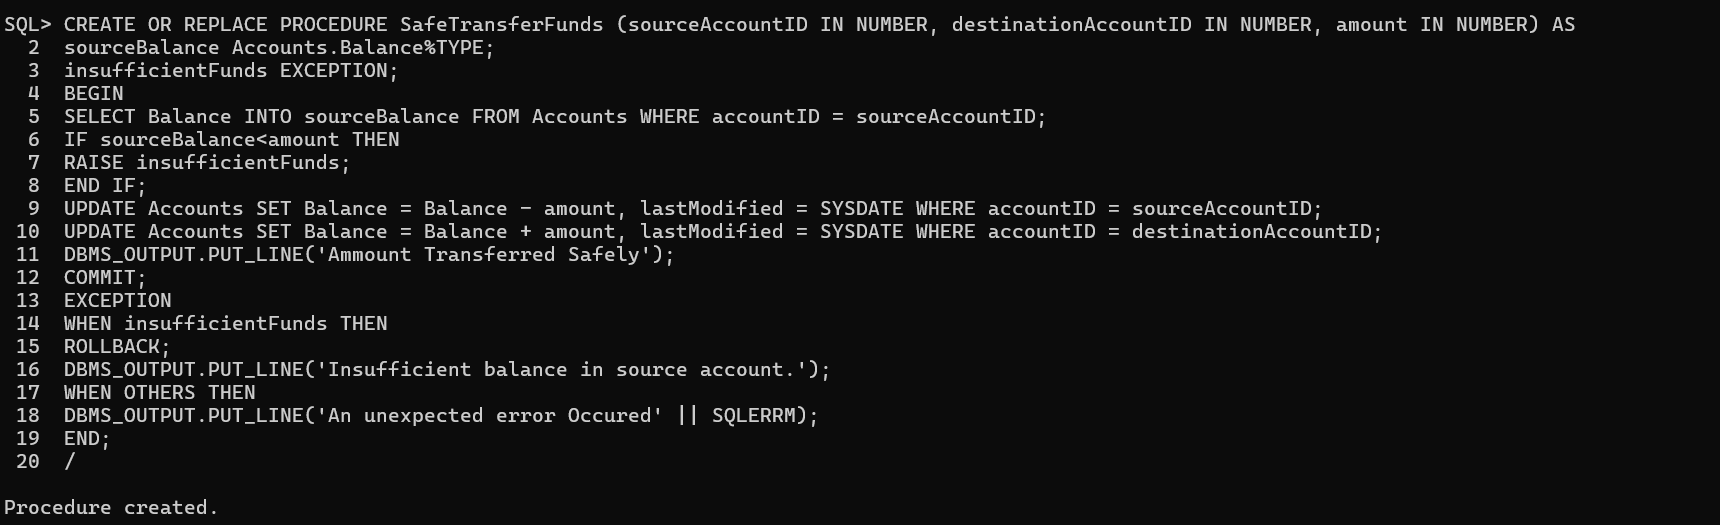 SQL> CREATE OR REPLACE PROCEDURE SafeTransferFunds (sourceAccountID IN NUMBER, destinationAccountID IN NUMBER, amount IN NUMBER) AS
  2  sourceBalance Accounts.Balance%TYPE;
  3  insufficientFunds EXCEPTION;
  4  BEGIN
  5  SELECT Balance INTO sourceBalance FROM Accounts WHERE accountID = sourceAccountID;
  6  IF sourceBalance<amount THEN
  7  RAISE insufficientFunds;
  8  END IF;
  9  UPDATE Accounts SET Balance = Balance - amount, lastModified = SYSDATE WHERE accountID = sourceAccountID;
 10  UPDATE Accounts SET Balance = Balance + amount, lastModified = SYSDATE WHERE accountID = destinationAccountID;
 11  DBMS_OUTPUT.PUT_LINE('Ammount Transferred Safely');
 12  COMMIT;
 13  EXCEPTION
 14  WHEN insufficientFunds THEN
 15  ROLLBACK;
 16  DBMS_OUTPUT.PUT_LINE('Insufficient balance in source account.');
 17  WHEN OTHERS THEN
 18  DBMS_OUTPUT.PUT_LINE('An unexpected error Occured' || SQLERRM);
 19  END;
 20  /
Procedure created.